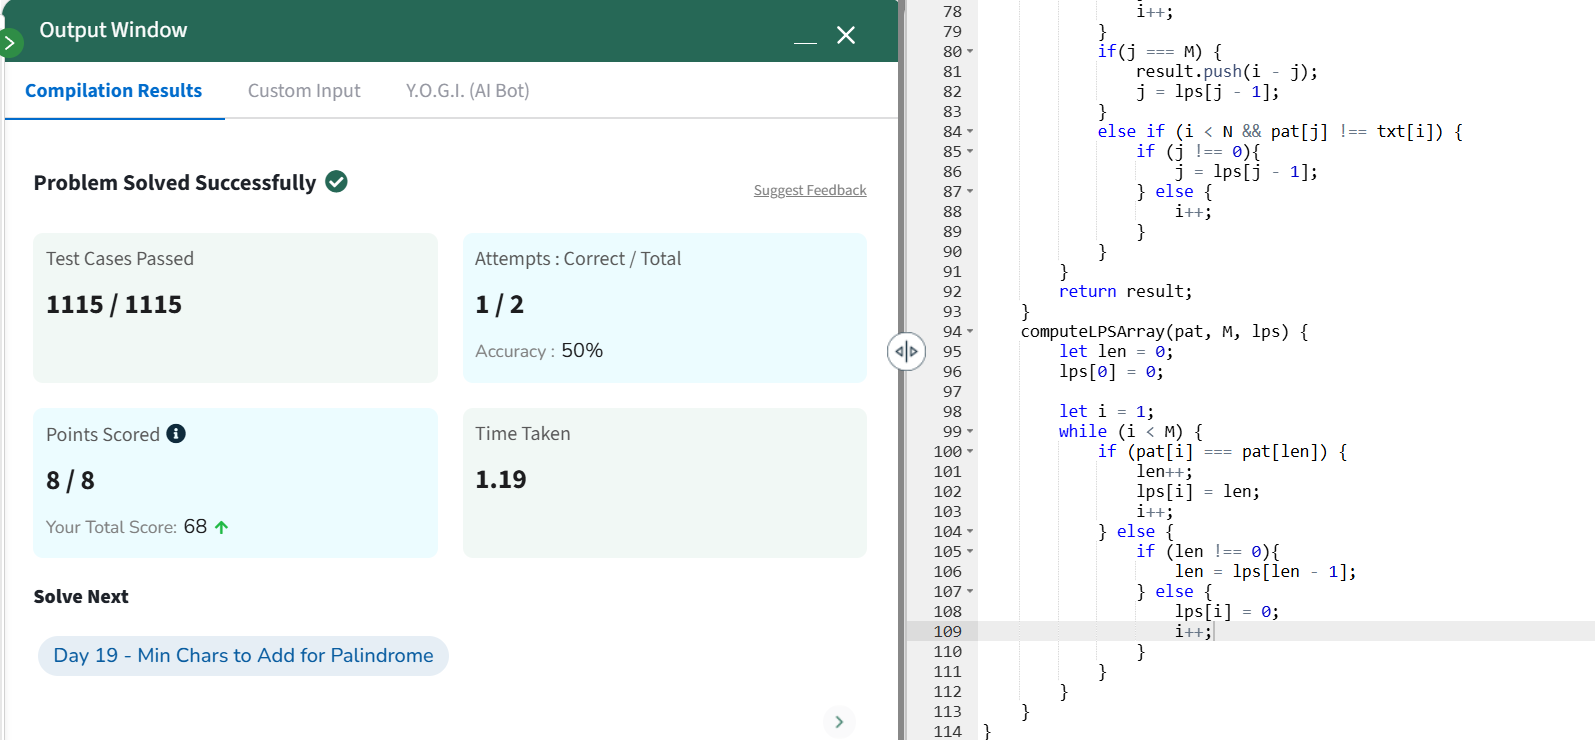 Output Window
Compilation Results
Custom Input
Y.O.G.I. (AI Bot)
Problem Solved Successfully
Suggest Feedback
Test Cases Passed
1115 / 1115
Attempts : Correct / Total
1 / 2
Accuracy : 50%
Points Scored
8 / 8
Your Total Score: 68
Time Taken
1.19
Solve Next
Day 19 - Min Chars to Add for Palindrome
78 i++;
79 }
80 if(j === M) {
81 result.push(i - j);
82 j = lps[j - 1];
83 }
84 else if (i < N && pat[j] !== txt[i]) {
85 if (j !== 0){
86 j = lps[j - 1];
87 } else {
88 i++;
89 }
90 }
91 }
92 return result;
93 }
94 computeLPSArray(pat, M, lps) {
95 let len = 0;
96 lps[0] = 0;
97
98 let i = 1;
99 while (i < M) {
100 if (pat[i] === pat[len]) {
101 len++;
102 lps[i] = len;
103 i++;
104 } else {
105 if (len !== 0){
106 len = lps[len - 1];
107 } else {
108 lps[i] = 0;
109 i++;
110 }
111 }
112 }
113 }
114 }